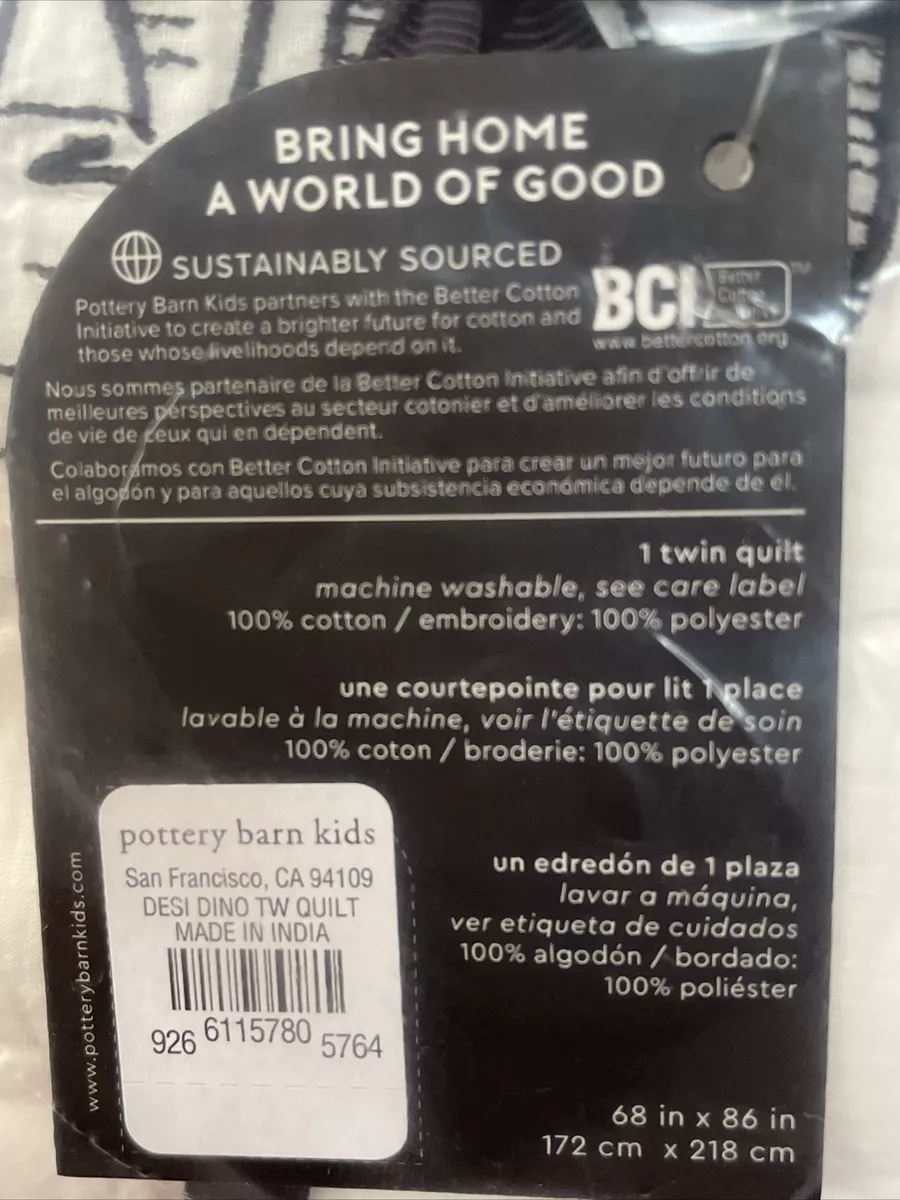 BRING HOME
A WORLD OF GOOD
SUSTAINABLY SOURCED
Pottery Barn Kids partners with the Better Cotton
Initiative to create a brighter future for cotton and
those whose livelihoods depend on it.
BCI
Better
Cotton
TM
www.bettercotton.org
Nous sommes partenaire de la Better Cotton Initiative afin d'offrir de
meilleures perspectives au secteur cotonier et d'améliorer les conditions
de vie de ceux qui en dépendent.
Colaboramos con Better Cotton Initiative para crear un mejor futuro para
el algodón y para aquellos cuya subsistencia económica depende de él.
1 twin quilt
machine washable, see care label
100% cotton / embroidery: 100% polyester
une courtepointe pour lit 1 place
lavable à la machine, voir l'étiquette de soin
100% coton / broderie: 100% polyester
un edredón de 1 plaza
lavar a máquina,
ver etiqueta de cuidados
100% algodón / bordado:
100% poliéster
68 in x 86 in
172 cm x 218 cm
www.potterybarnkids.com
pottery barn kids
San Francisco, CA 94109
DESI DINO TW QUILT
MADE IN INDIA
926 6115780 5764